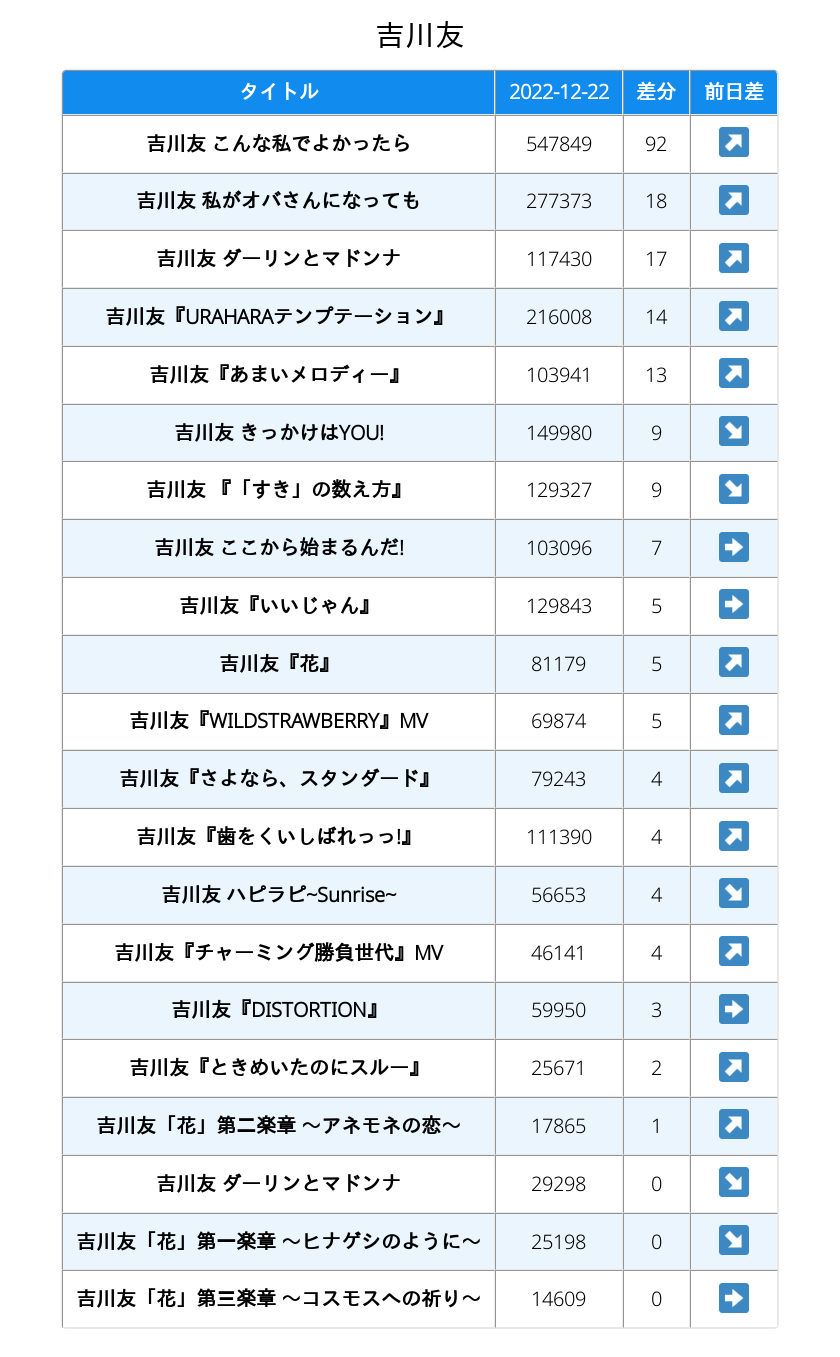 吉川友
タイトル 2022-12-22 差分 前日差
吉川友 こんな私でよかったら 547849 92 ↗
吉川友 私がオバさんになっても 277373 18 ↗
吉川友 ダーリンとマドンナ 117430 17 ↗
吉川友『URAHARAテンプテーション』 216008 14 ↗
吉川友『あまいメロディー』 103941 13 ↗
吉川友 きっかけはYOU! 149980 9 ↘
吉川友 『「すき」の数え方』 129327 9 ↘
吉川友 ここから始まるんだ! 103096 7 →
吉川友『いいじゃん』 129843 5 →
吉川友『花』 81179 5 ↗
吉川友『WILDSTRAWBERRY』MV 69874 5 ↗
吉川友『さよなら、スタンダード』 79243 4 ↗
吉川友『歯をくいしばれっっ!』 111390 4 ↗
吉川友 ハピラピ~Sunrise~ 56653 4 ↘
吉川友『チャーミング勝負世代』MV 46141 4 ↗
吉川友『DISTORTION』 59950 3 →
吉川友『ときめいたのにスルー』 25671 2 ↗
吉川友「花」第二楽章 〜アネモネの恋〜 17865 1 ↗
吉川友 ダーリンとマドンナ 29298 0 ↘
吉川友「花」第一楽章 〜ヒナゲシのように〜 25198 0 ↘
吉川友「花」第三楽章 〜コスモスへの祈り〜 14609 0 →